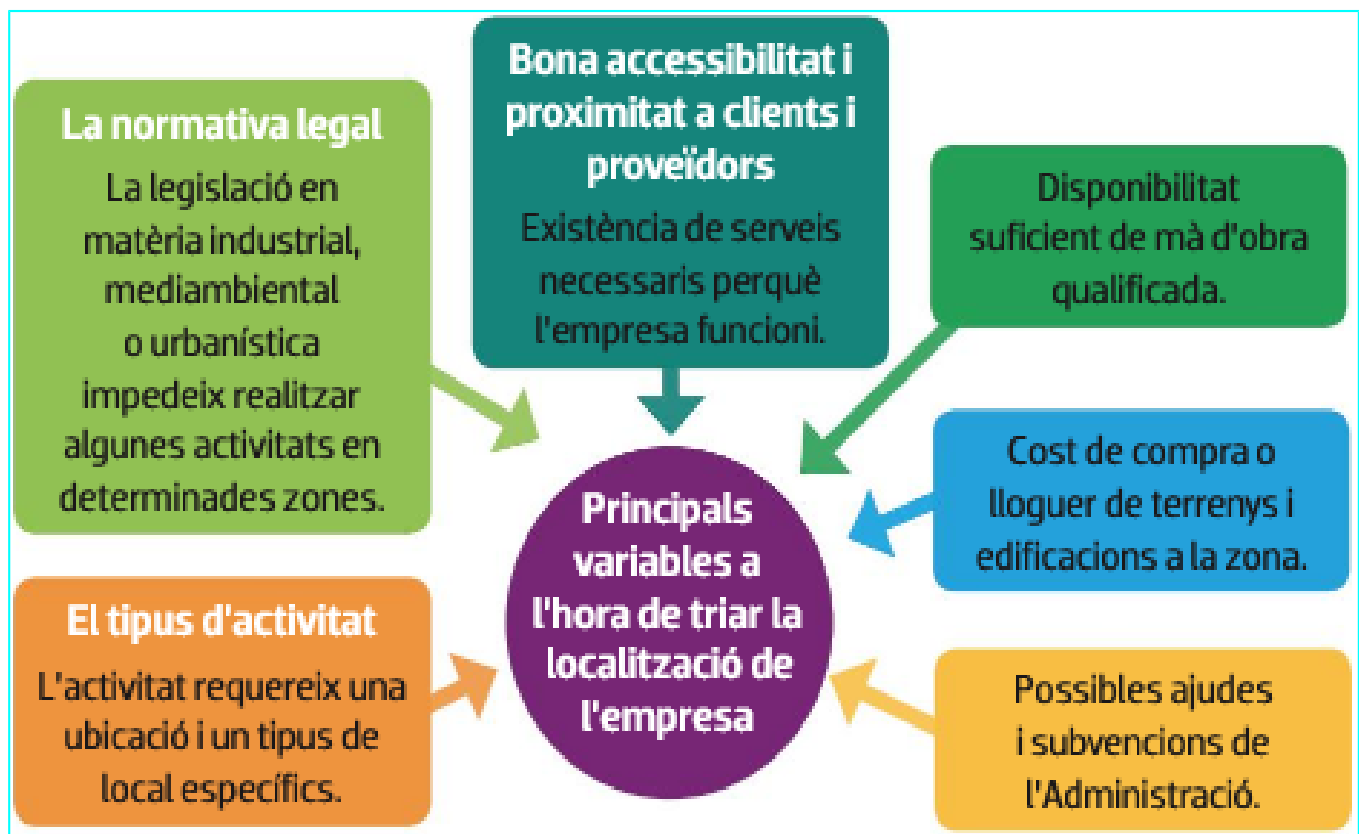 La normativa legal
La legislació en
matèria industrial,
mediambiental
o urbanística
impedeix realitzar
algunes activitats en
determinades zones.
Bona accessibilitat i
proximitat a clients i
proveïdors
Existència de serveis
necessaris perquè
l'empresa funcioni.
Disponibilitat
suficient de mà d'obra
qualificada.
Cost de compra o
lloguer de terrenys i
edificacions a la zona.
Principals
variables a
l'hora de triar la
localització de
l'empresa
El tipus d'activitat
L'activitat requereix una
ubicació i un tipus de
local específics.
Possibles ajudes
i subvencions de
l'Administració.